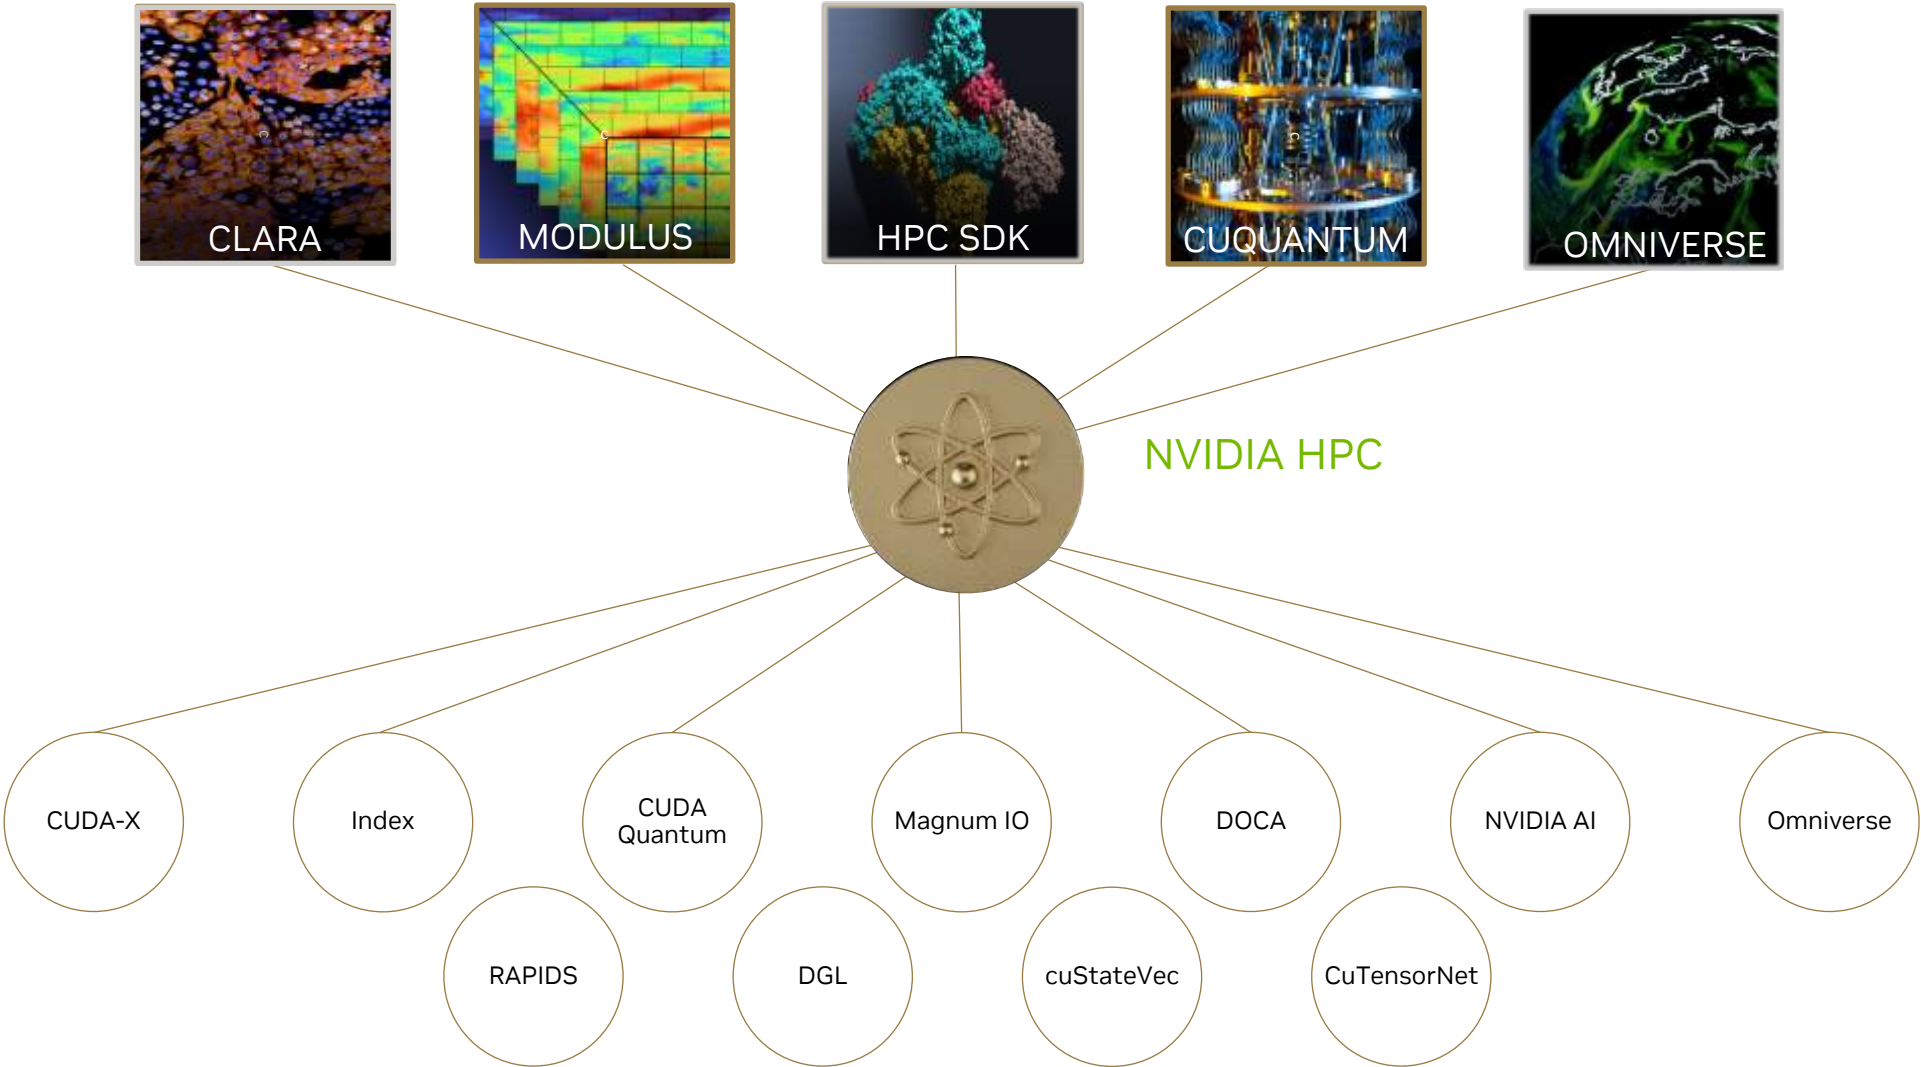 CLARA
MODULUS
HPC SDK
CUQUANTUM
OMNIVERSE
NVIDIA HPC
CUDA-X
Index
CUDA
Quantum
Magnum IO
DOCA
NVIDIA AI
Omniverse
RAPIDS
DGL
cuStateVec
CuTensorNet